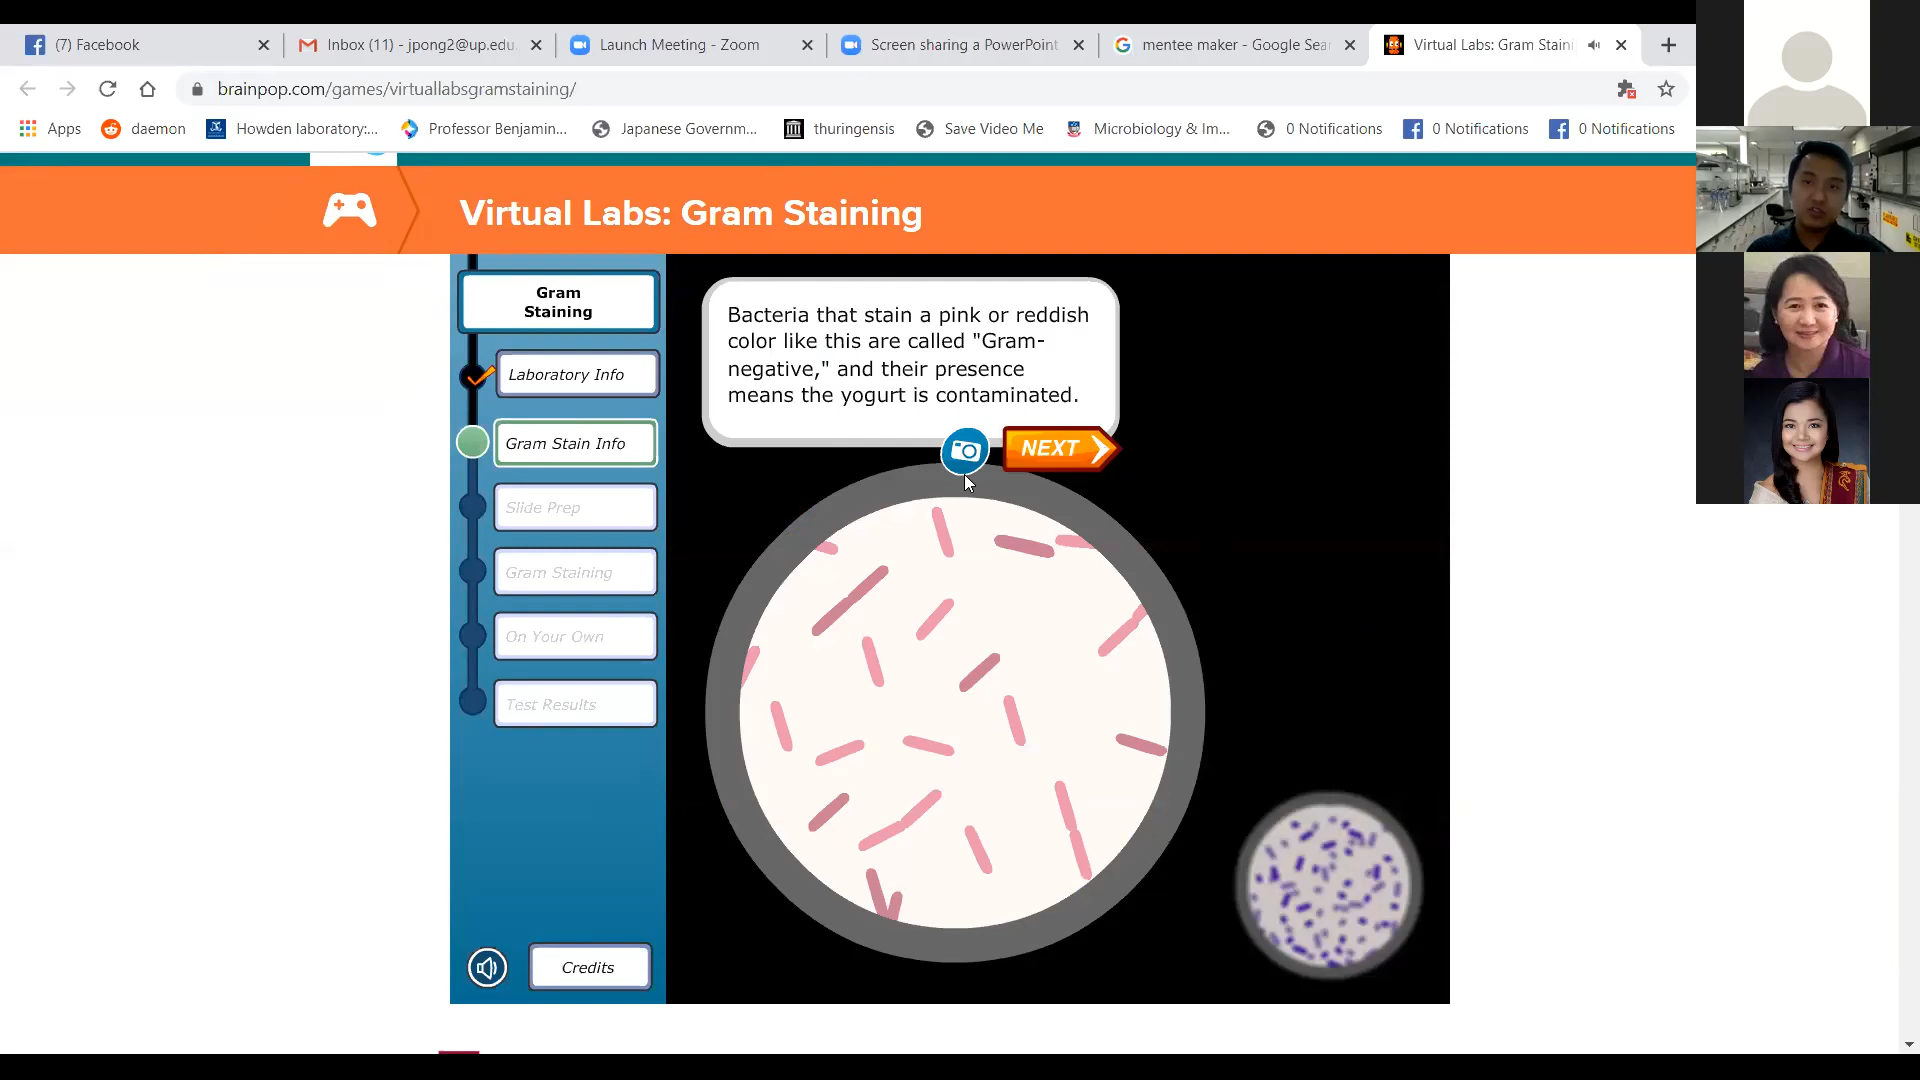 (7) Facebook
Inbox (11) - jpong2@up.edu.
Launch Meeting - Zoom
Screen sharing a PowerPoint
mentee maker - Google Sea
Virtual Labs: Gram Staini
brainpop.com/games/virtuallabsgramstaining/
Apps
daemon
Howden laboratory:...
Professor Benjamin...
Japanese Governm...
thuringensis
Save Video Me
Microbiology & Im...
0 Notifications
0 Notifications
0 Notifications
Virtual Labs: Gram Staining
Gram
Staining
Laboratory Info
Gram Stain Info
Slide Prep
Gram Staining
On Your Own
Test Results
Credits
Bacteria that stain a pink or reddish
color like this are called "Gram-
negative," and their presence
means the yogurt is contaminated.
NEXT